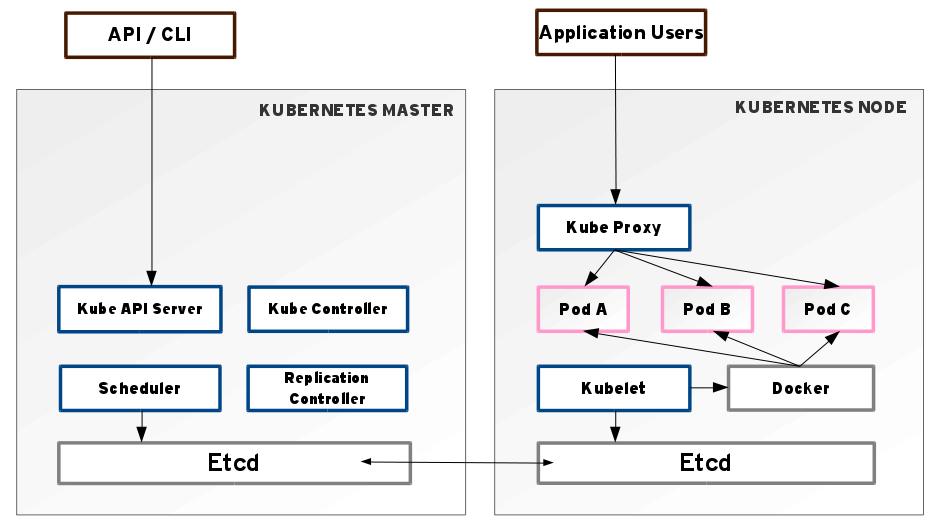 API / CLI
Application Users
KUBERNETES MASTER
KUBERNETES NODE
Kube Proxy
Kube API Server
Kube Controller
Pod A
Pod B
Pod C
Scheduler
Replication
Controller
Kubelet
Docker
Etcd
Etcd